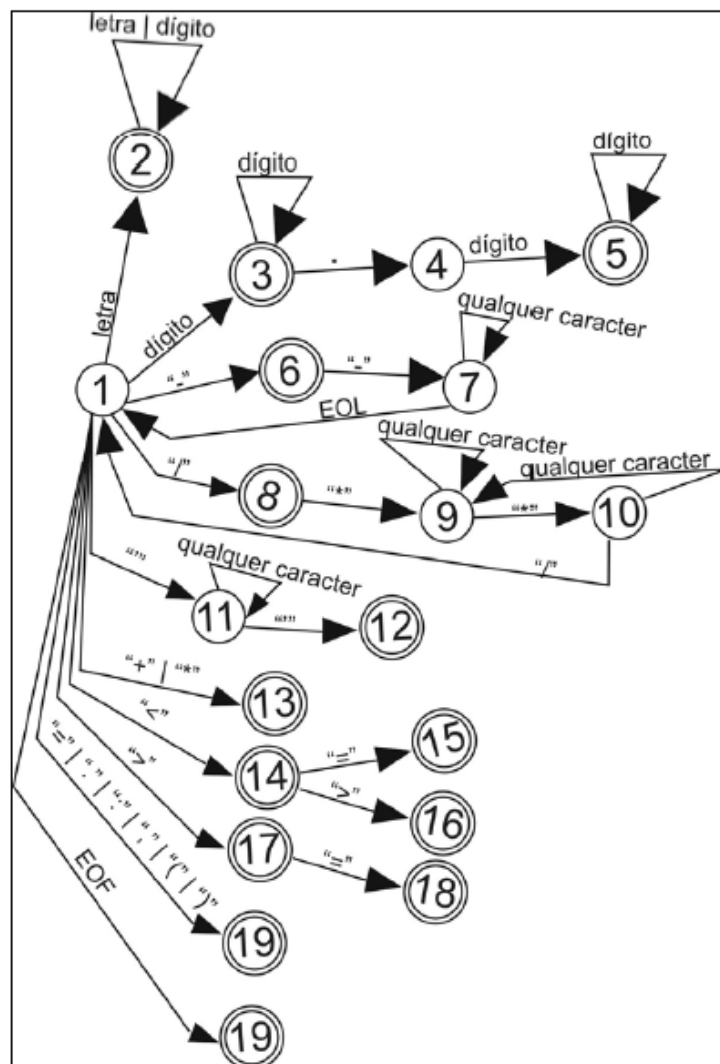 letra | dígito
2
dígito
dígito
3
.
4
dígito
5
letra
dígito
qualquer caracter
1
“-”
6
“-”
7
EOL
qualquer caracter
qualquer caracter
“/”
8
“*”
9
“*”
10
“/”
qualquer caracter
“'”
11
“'”
12
“+” | “*”
13
“<”
“=”
15
14
“>”
16
“>”
17
“=”
18
“=” | “.” | “;” | “,” | “(” | “)”
19
EOF
19